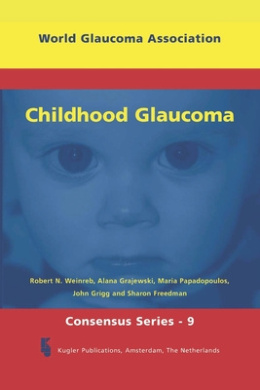 World Glaucoma Association
Childhood Glaucoma
Robert N. Weinreb, Alana Grajewski, Maria Papadopoulos,
John Grigg and Sharon Freedman
Consensus Series - 9
Kugler Publications, Amsterdam, The Netherlands